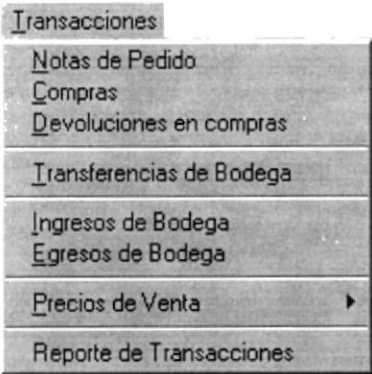 Transacciones
Notas de Pedido
Compras
Devoluciones en compras
Transferencias de Bodega
Ingresos de Bodega
Egresos de Bodega
Precios de Venta
Reporte de Transacciones